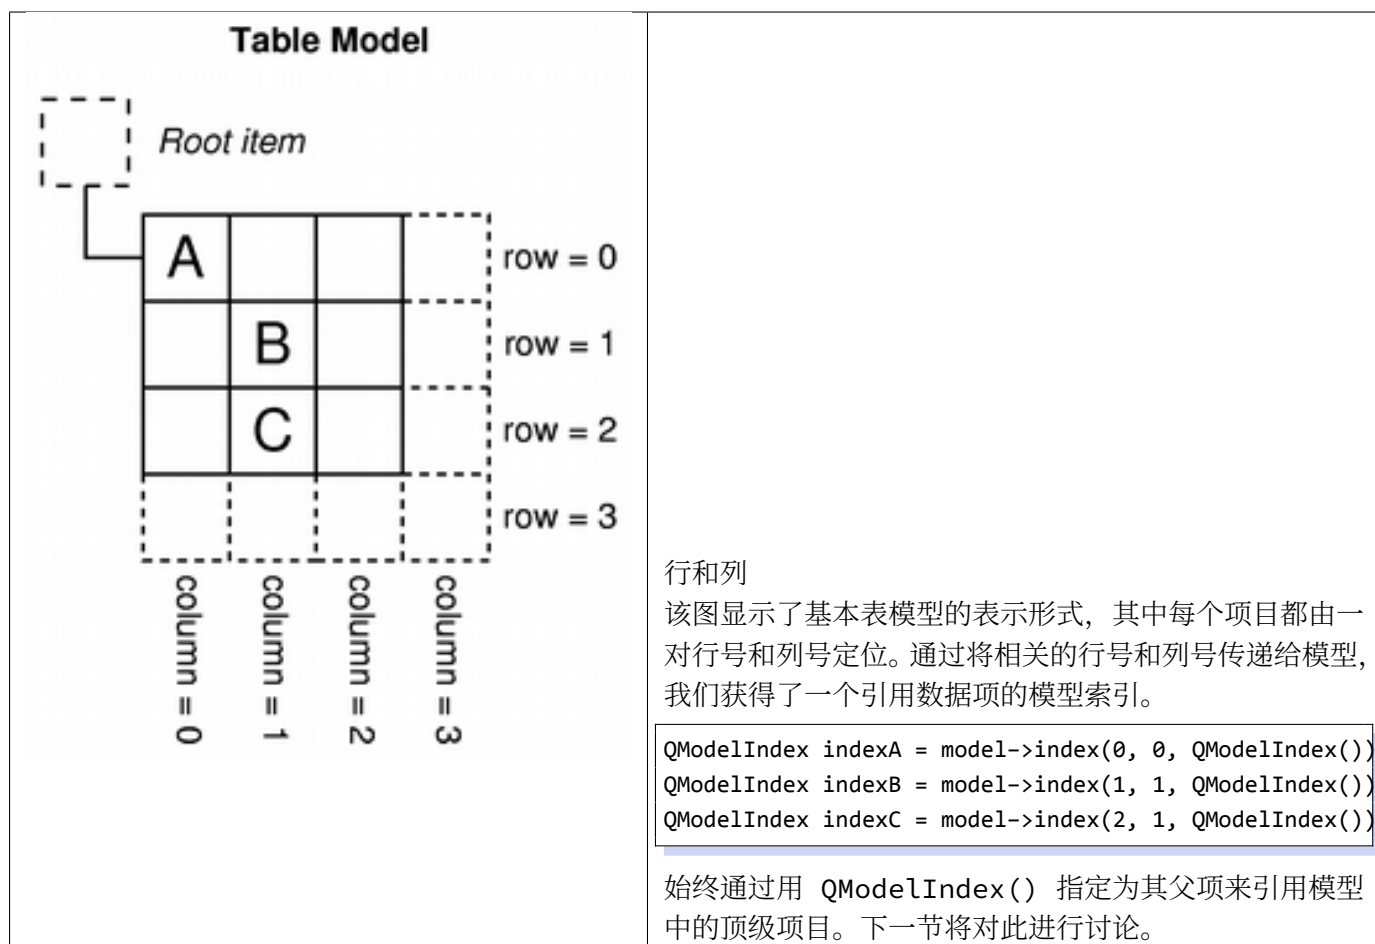 Table Model
Root item
A
row = 0
B
row = 1
C
row = 2
row = 3
column = 0
column = 1
column = 2
column = 3
行和列
该图显示了基本表模型的表示形式，其中每个项目都由一
对行号和列号定位。通过将相关的行号和列号传递给模型，
我们获得了一个引用数据项的模型索引。
QModelIndex indexA = model->index(0, 0, QModelIndex())
QModelIndex indexB = model->index(1, 1, QModelIndex())
QModelIndex indexC = model->index(2, 1, QModelIndex())
始终通过用 QModelIndex() 指定为其父项来引用模型
中的顶级项目。下一节将对此进行讨论。